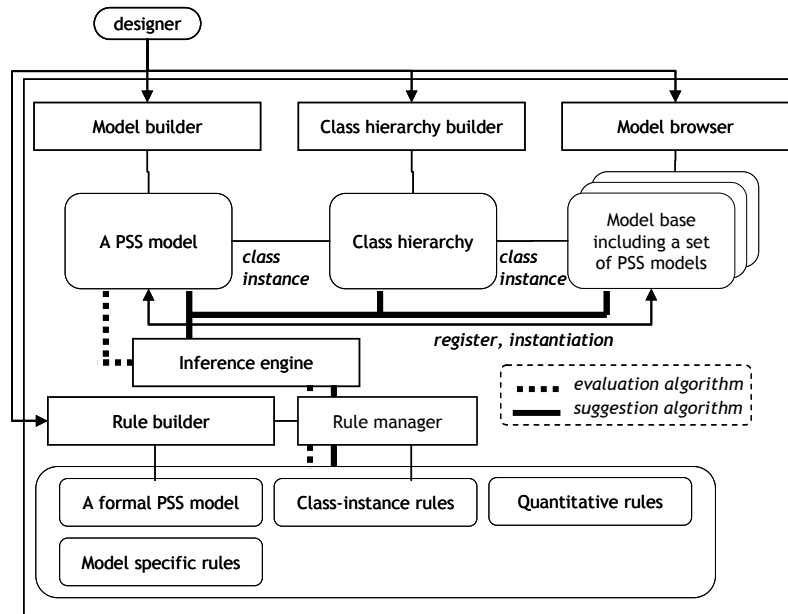 designer
Model builder
Class hierarchy builder
Model browser
A PSS model
Class hierarchy
Model base
including a set
of PSS models
class
instance
class
instance
register, instantiation
Inference engine
evaluation algorithm
suggestion algorithm
Rule builder
Rule manager
A formal PSS model
Class-instance rules
Quantitative rules
Model specific rules